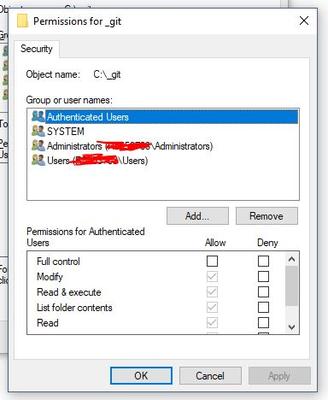 Permissions for _git
Security
Object name: C:\_git
Group or user names:
Authenticated Users
SYSTEM
Administrators ( \Administrators)
Users ( \Users)
Add...
Remove
Permissions for Authenticated
Users
Allow
Deny
Full control
Modify
Read & execute
List folder contents
Read
OK
Cancel
Apply